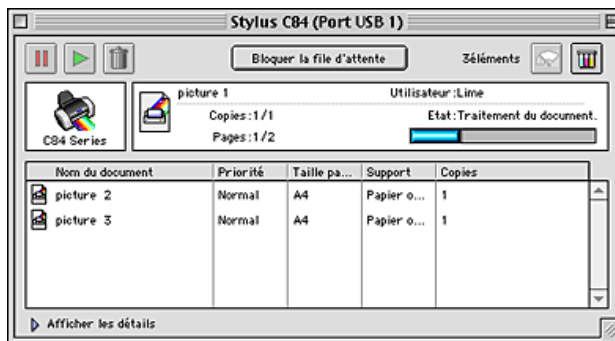 Stylus C84 (Port USB 1)
Bloquer la file d'attente
3éléments
picture 1 Utilisateur :Lime
Copies :1/1 Etat :Traitement du document.
Pages :1/2
C84 Series
Nom du document Priorité Taille pa... Support Copies
picture 2 Normal A4 Papier o... 1
picture 3 Normal A4 Papier o... 1
Afficher les détails